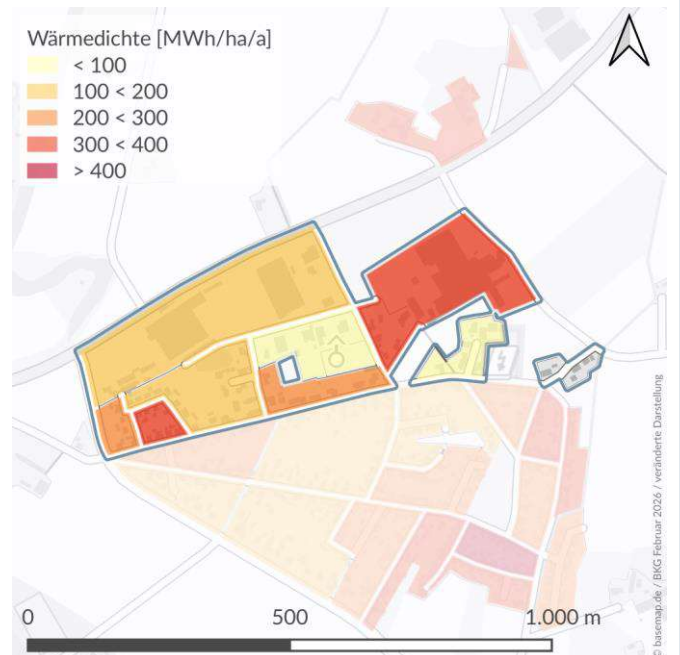 Wärmedichte [MWh/ha/a]
< 100
100 < 200
200 < 300
300 < 400
> 400
0 500 1.000 m
© basemap.de / BKG Februar 2026 / veränderte Darstellung